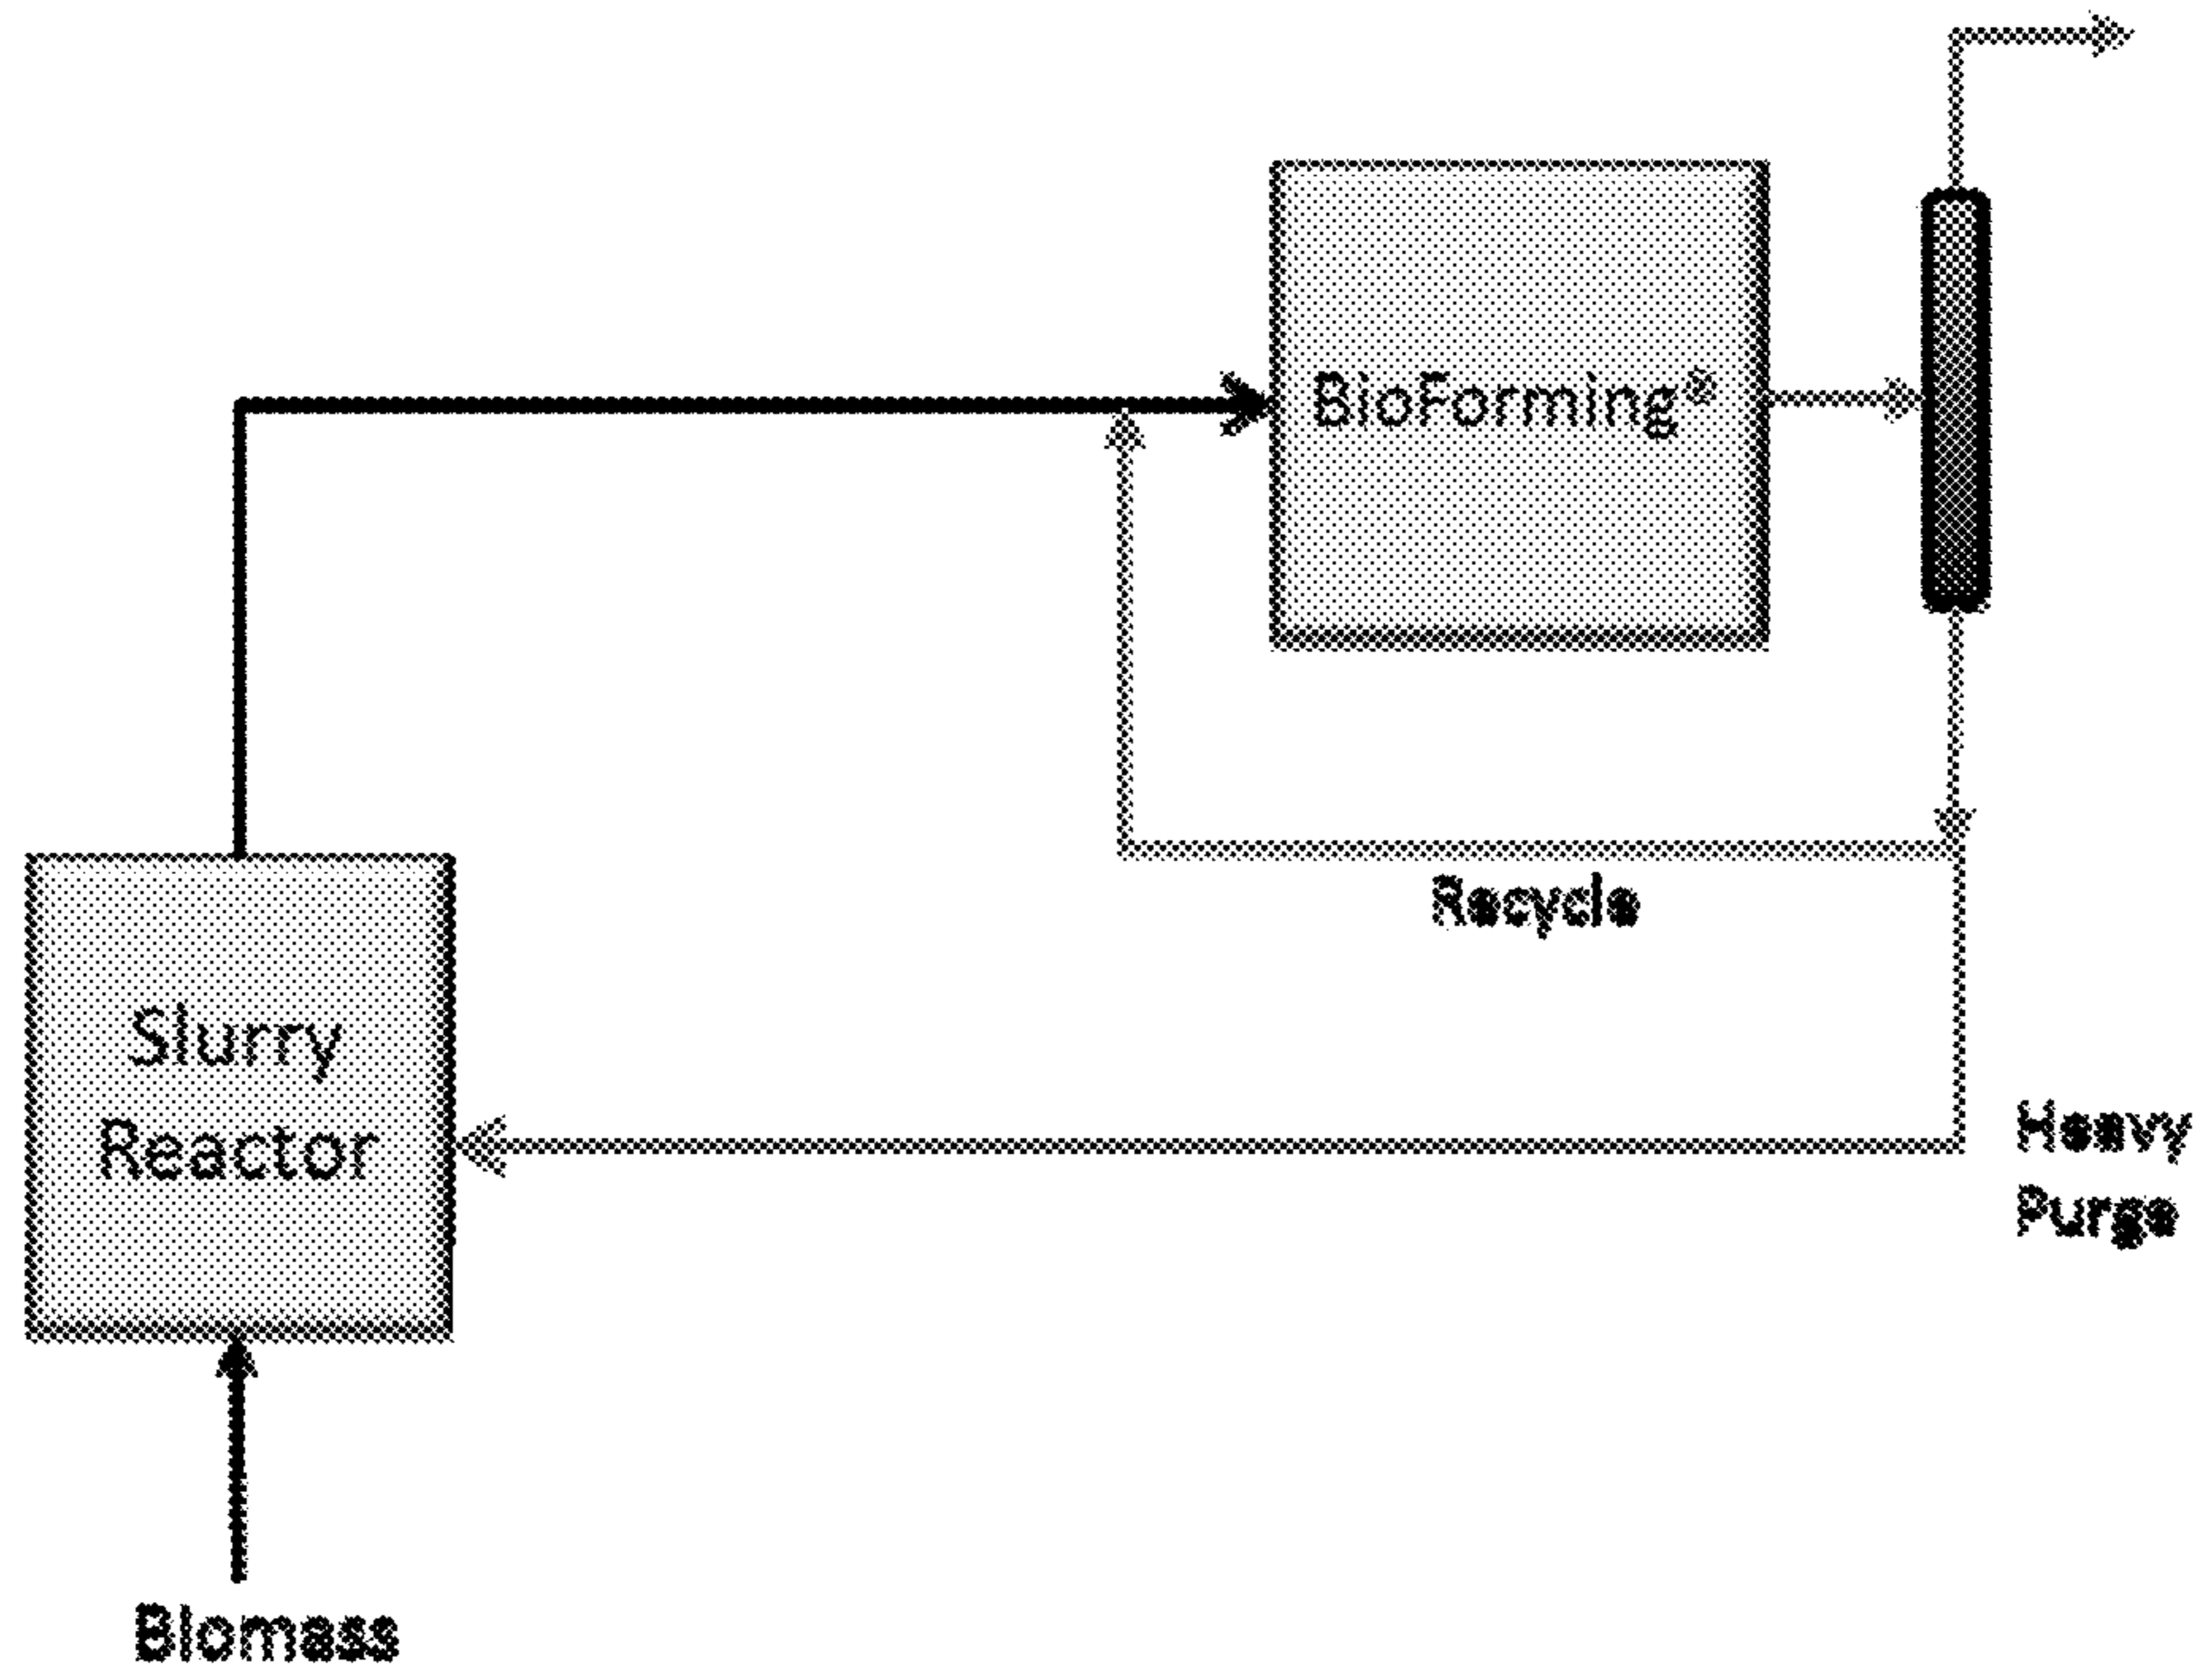 BioForming®
Recycle
Slurry
Reactor
Heavy
Purge
Biomass